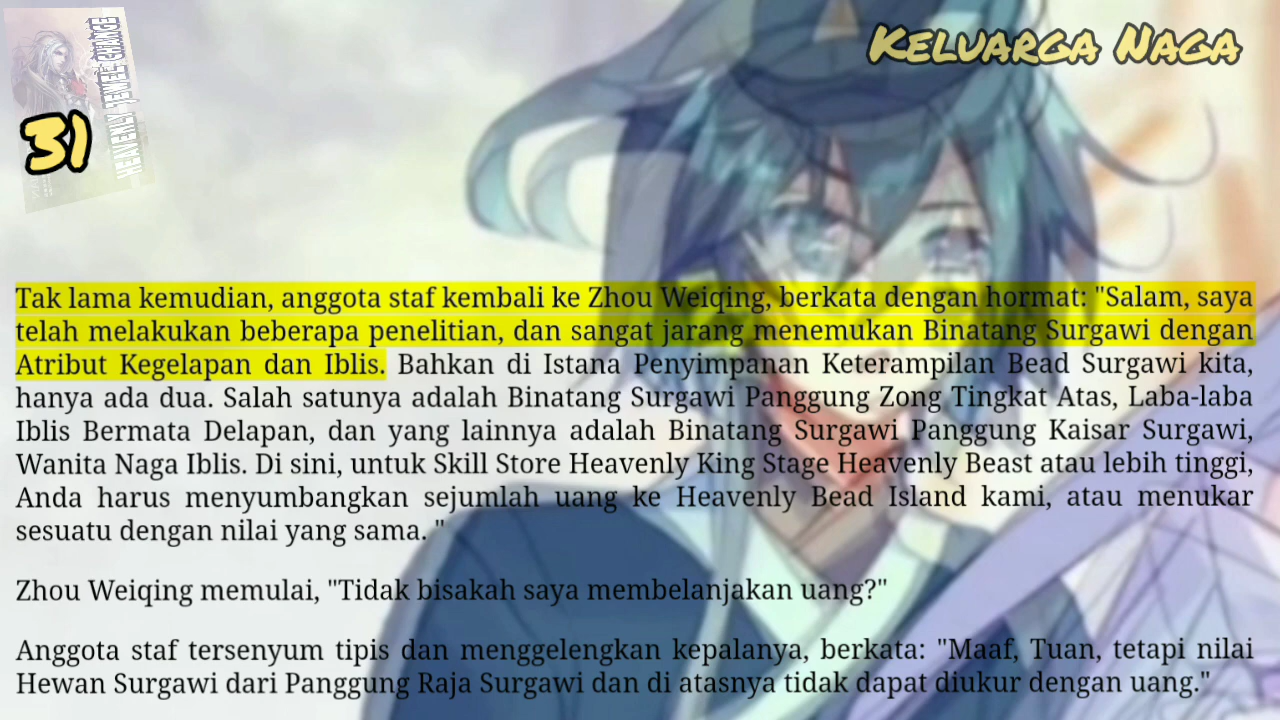 Keluarga Naga
HEAVENLY JEWEL CHANGE
31
Tak lama kemudian, anggota staf kembali ke Zhou Weiqing, berkata dengan hormat: "Salam, saya
telah melakukan beberapa penelitian, dan sangat jarang menemukan Binatang Surgawi dengan
Atribut Kegelapan dan Iblis. Bahkan di Istana Penyimpanan Keterampilan Bead Surgawi kita,
hanya ada dua. Salah satunya adalah Binatang Surgawi Panggung Zong Tingkat Atas, Laba-laba
Iblis Bermata Delapan, dan yang lainnya adalah Binatang Surgawi Panggung Kaisar Surgawi,
Wanita Naga Iblis. Di sini, untuk Skill Store Heavenly King Stage Heavenly Beast atau lebih tinggi,
Anda harus menyumbangkan sejumlah uang ke Heavenly Bead Island kami, atau menukar
sesuatu dengan nilai yang sama. "
Zhou Weiqing memulai, "Tidak bisakah saya membelanjakan uang?"
Anggota staf tersenyum tipis dan menggelengkan kepalanya, berkata: "Maaf, Tuan, tetapi nilai
Hewan Surgawi dari Panggung Raja Surgawi dan di atasnya tidak dapat diukur dengan uang."